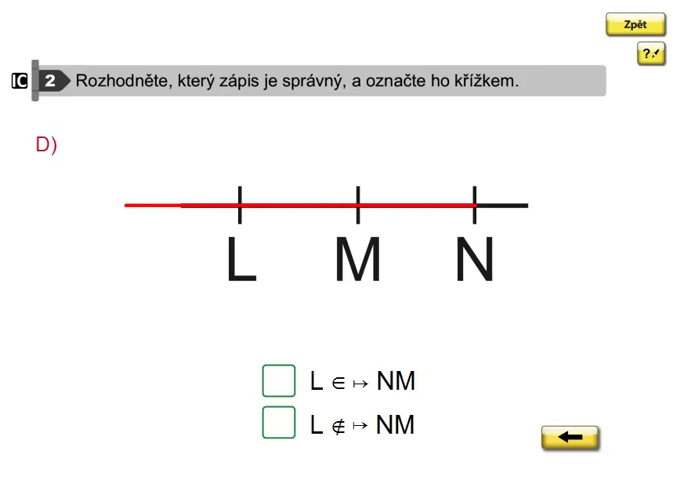 Zpět
?
IC 2 Rozhodněte, který zápis je správný, a označte ho křížkem.
D)
L M N
L ∈ ↦ NM
L ∉ ↦ NM